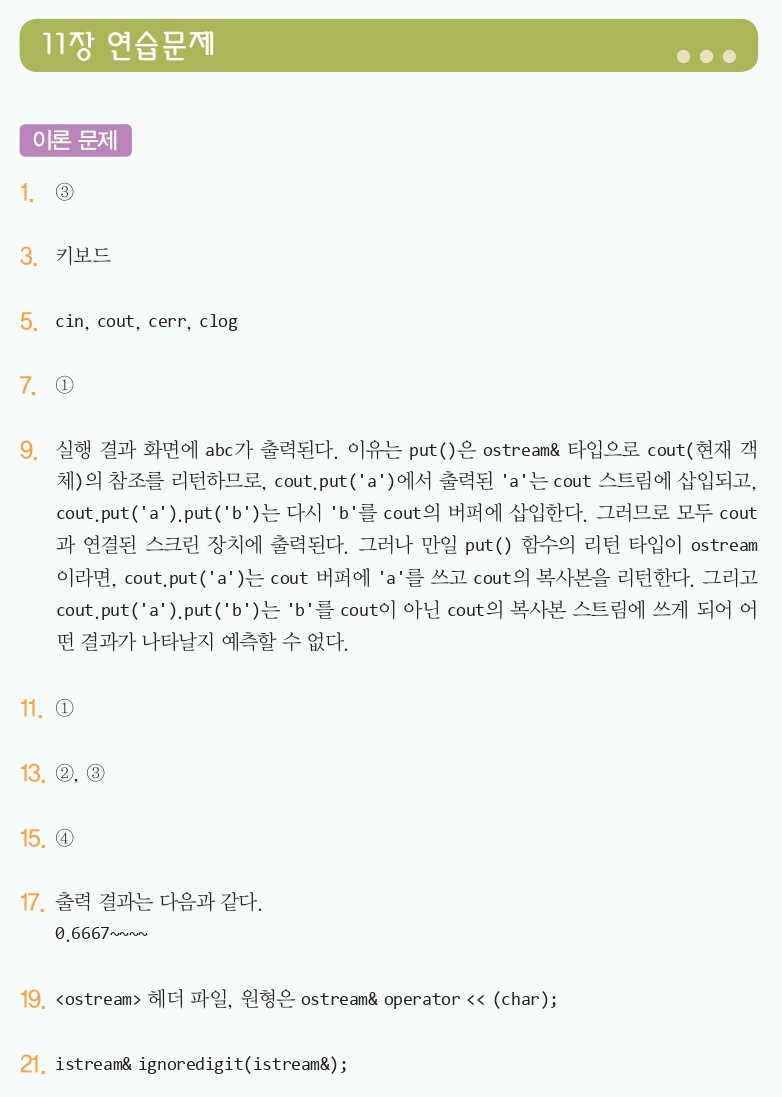 11장 연습문제
이론 문제
1. ③
3. 키보드
5. cin, cout, cerr, clog
7. ①
9. 실행 결과 화면에 abc가 출력된다. 이유는 put()은 ostream& 타입으로 cout(현재 객
체)의 참조를 리턴하므로, cout.put('a')에서 출력된 'a'는 cout 스트림에 삽입되고,
cout.put('a').put('b')는 다시 'b'를 cout의 버퍼에 삽입한다. 그러므로 모두 cout
과 연결된 스크린 장치에 출력된다. 그러나 만일 put() 함수의 리턴 타입이 ostream
이라면, cout.put('a')는 cout 버퍼에 'a'를 쓰고 cout의 복사본을 리턴한다. 그리고
cout.put('a').put('b')는 'b'를 cout이 아닌 cout의 복사본 스트림에 쓰게 되어 어
떤 결과가 나타날지 예측할 수 없다.
11. ①
13. ②, ③
15. ④
17. 출력 결과는 다음과 같다.
0.6667~~~~
19. <ostream> 헤더 파일, 원형은 ostream& operator << (char);
21. istream& ignoredigit(istream&);